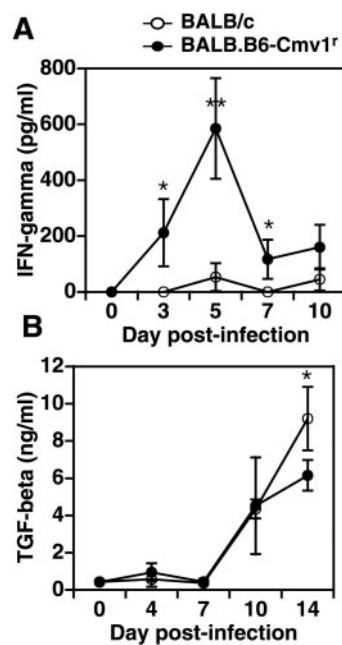 BALB/c
BALB.B6-Cmv1r
A
800
600
400
200
0
IFN-gamma (pg/ml)
*
**
*
0 3 5 7 10
Day post-infection
B
12
10
8
6
4
2
0
TGF-beta (ng/ml)
*
0 4 7 10 14
Day post-infection